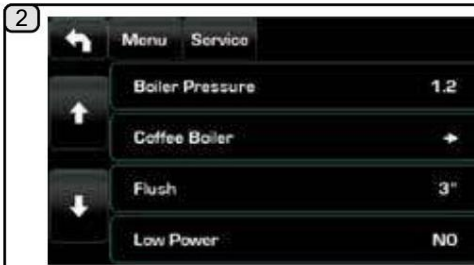 2
Menu Service
Boiler Pressure 1.2
Coffee Boiler
Flush 3"
Low Power NO